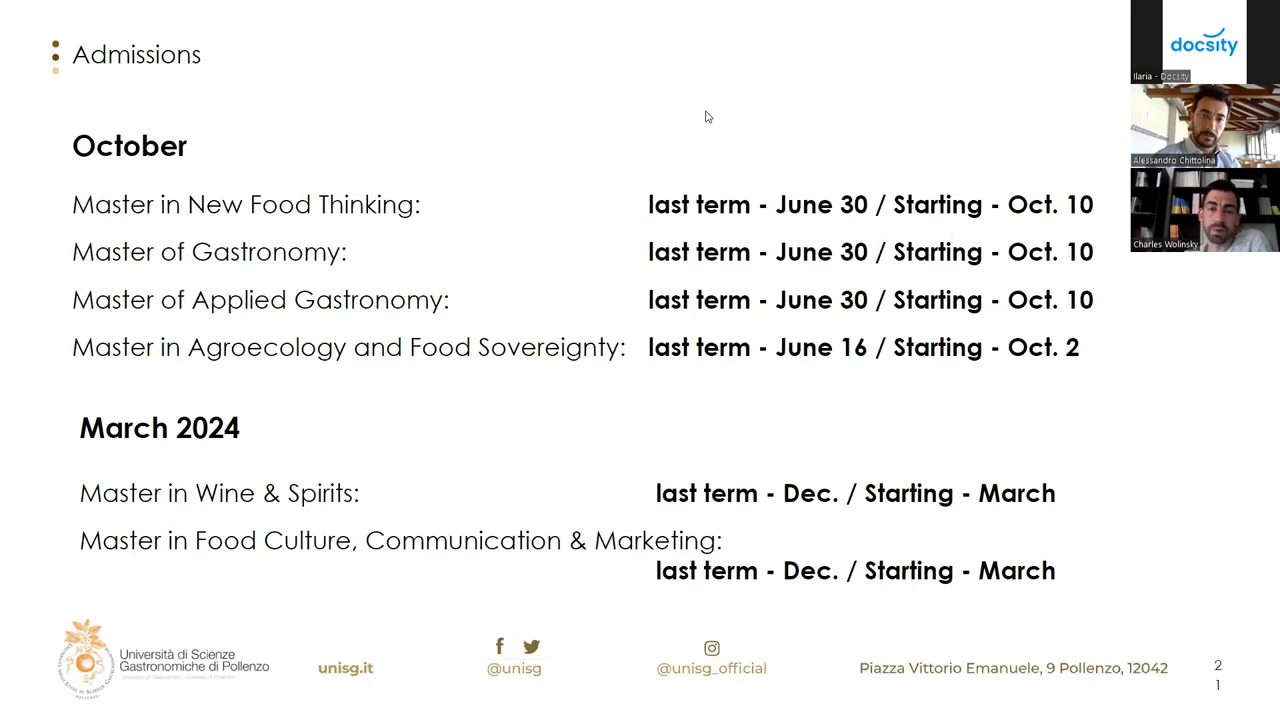 Admissions
October
Master in New Food Thinking: last term - June 30 / Starting - Oct. 10
Master of Gastronomy: last term - June 30 / Starting - Oct. 10
Master of Applied Gastronomy: last term - June 30 / Starting - Oct. 10
Master in Agroecology and Food Sovereignty: last term - June 16 / Starting - Oct. 2
March 2024
Master in Wine & Spirits: last term - Dec. / Starting - March
Master in Food Culture, Communication & Marketing:
last term - Dec. / Starting - March
Università di Scienze
Gastronomiche di Pollenzo
unisg.it
@unisg
@unisg_official
Piazza Vittorio Emanuele, 9 Pollenzo, 12042
2
1
docsity
Ilaria - Docsity
Alessandro Chittolina
Charles Wolinsky